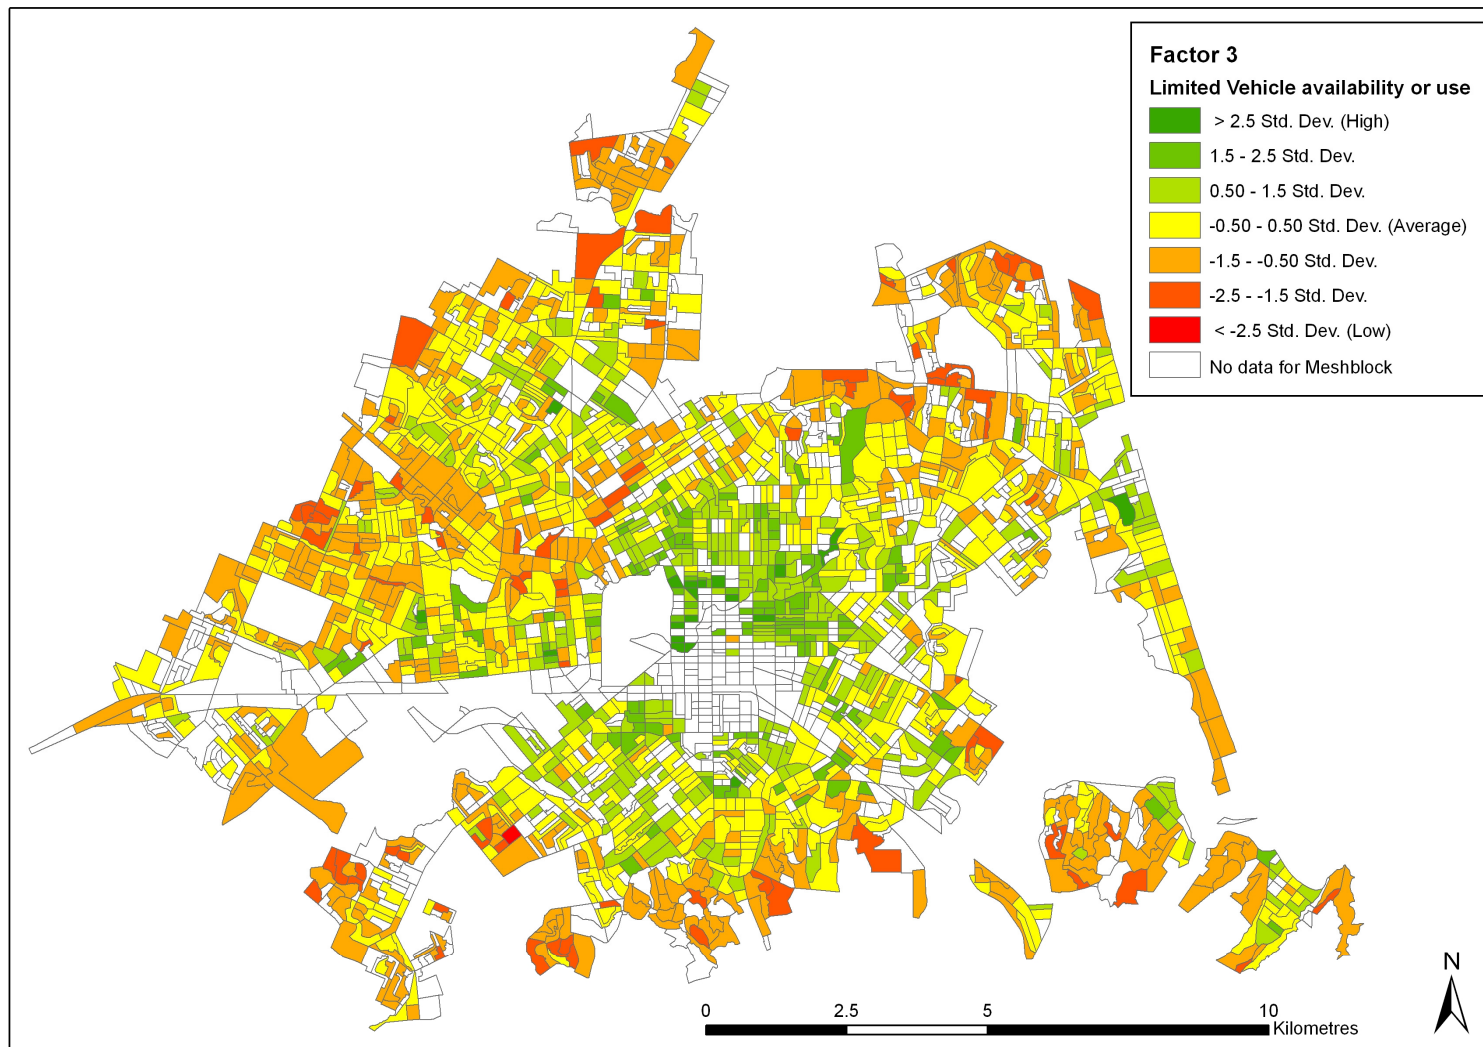 Factor 3
Limited Vehicle availability or use
> 2.5 Std. Dev. (High)
1.5 - 2.5 Std. Dev.
0.50 - 1.5 Std. Dev.
-0.50 - 0.50 Std. Dev. (Average)
-1.5 - -0.50 Std. Dev.
-2.5 - -1.5 Std. Dev.
< -2.5 Std. Dev. (Low)
No data for Meshblock
N
0 2.5 5 10
Kilometres